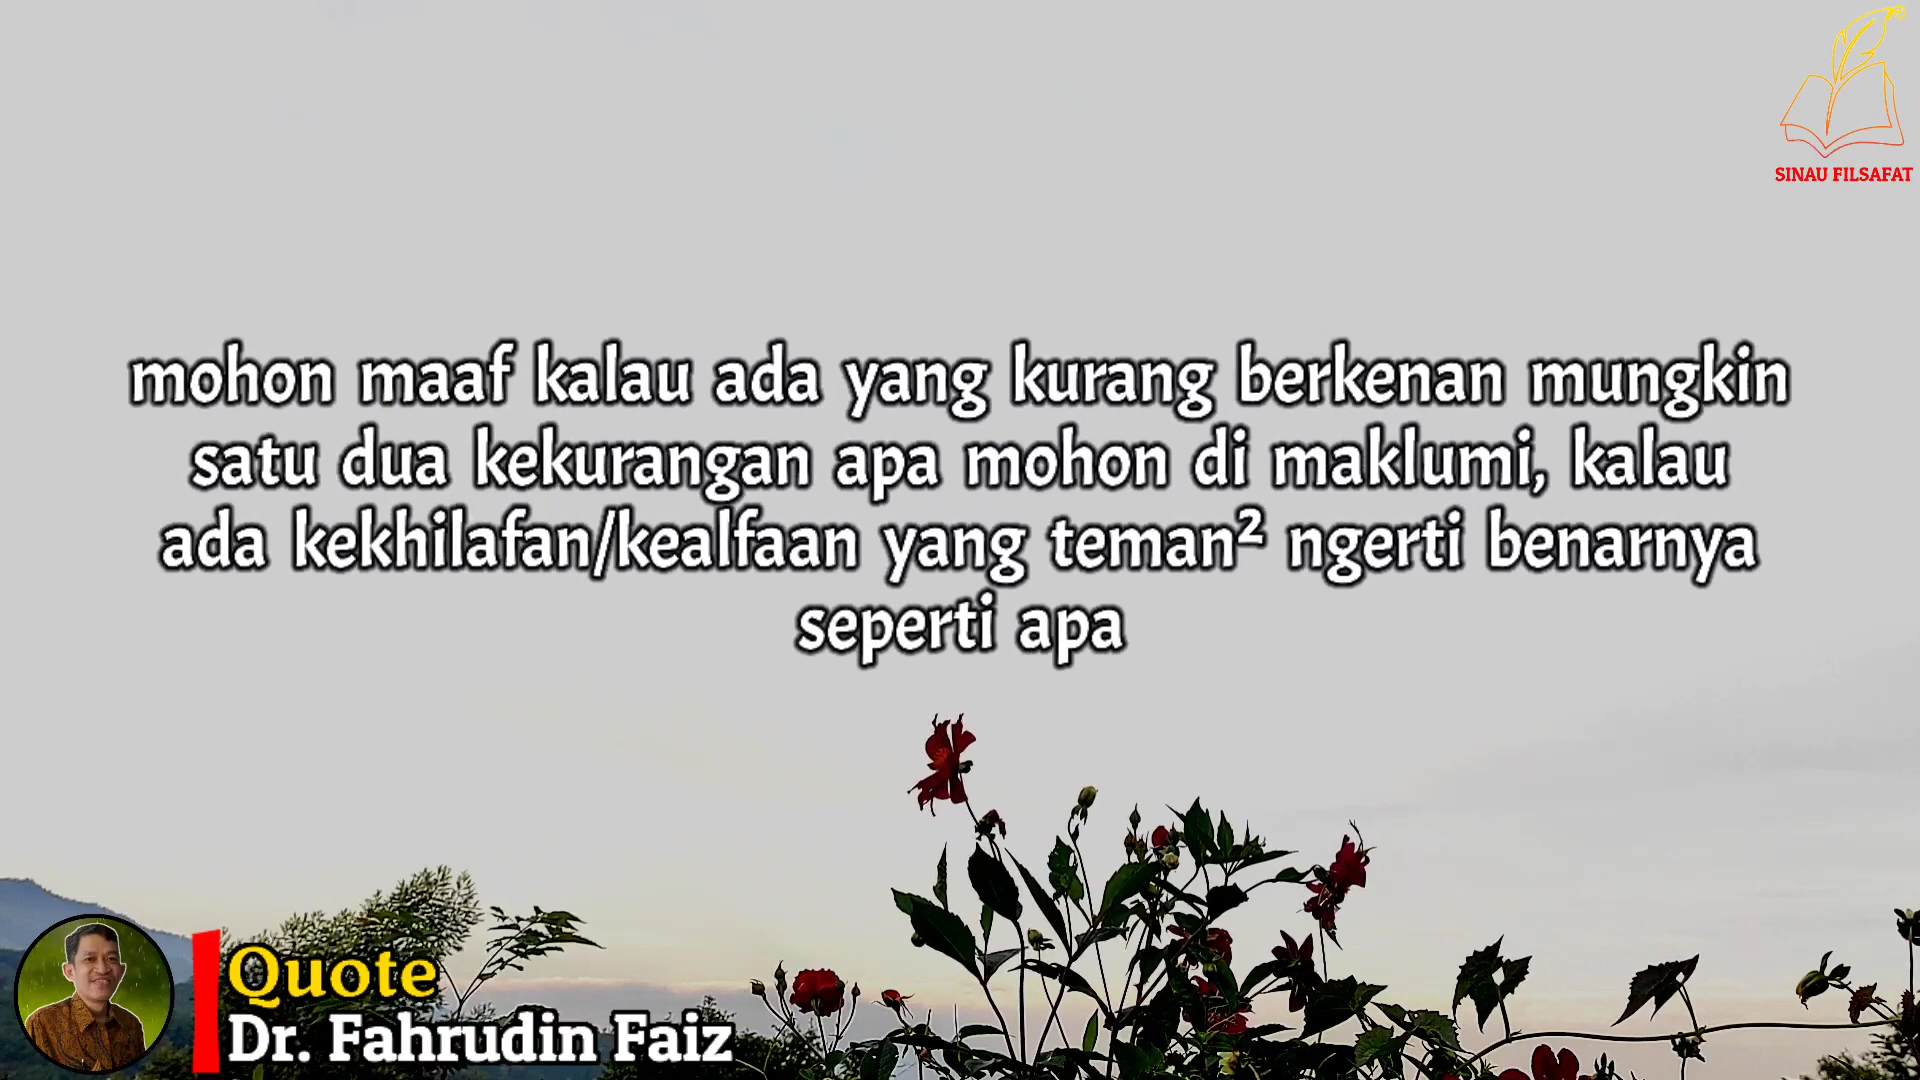 SINAU FILSAFAT
mohon maaf kalau ada yang kurang berkenan mungkin
satu dua kekurangan apa mohon di maklumi, kalau
ada kekhilafan/kealfaan yang teman² ngerti benarnya
seperti apa
Quote
Dr. Fahrudin Faiz